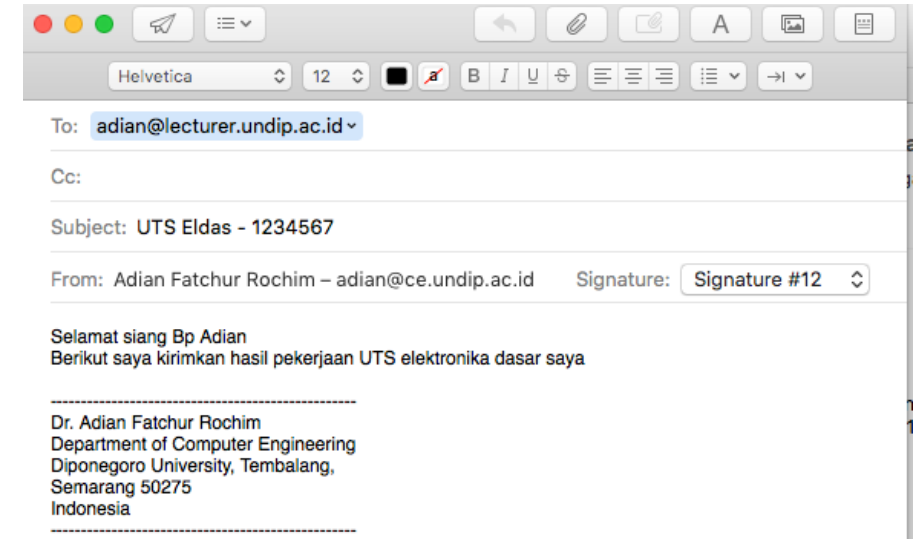 Helvetica 12 a B I U S
A
To: adian@lecturer.undip.ac.id
Cc:
Subject: UTS Eldas - 1234567
From: Adian Fatchur Rochim – adian@ce.undip.ac.id Signature: Signature #12
Selamat siang Bp Adian
Berikut saya kirimkan hasil pekerjaan UTS elektronika dasar saya
---------------------------------------------------
Dr. Adian Fatchur Rochim
Department of Computer Engineering
Diponegoro University, Tembalang,
Semarang 50275
Indonesia
---------------------------------------------------